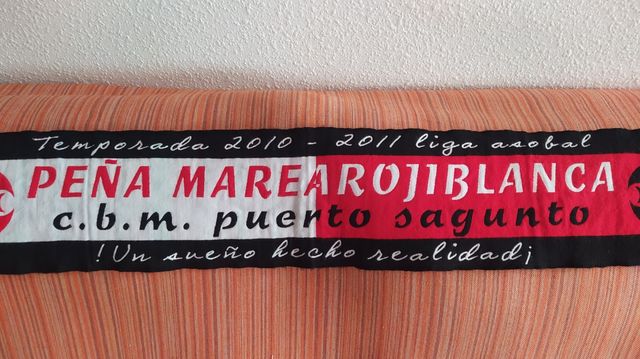 Temporada 2010 - 2011 liga asobal
PEÑA MAREAROJIBLANCA
c.b.m. puerto sagunto
!Un sueño hecho realidad¡